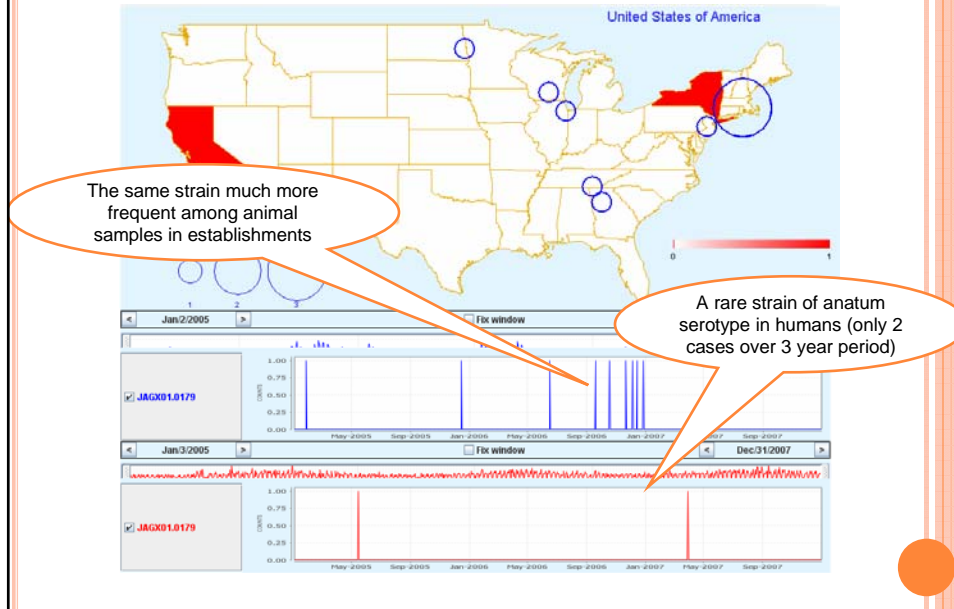 United States of America
The same strain much more
frequent among animal
samples in establishments
0 1
1 2 3
A rare strain of anatum
serotype in humans (only 2
cases over 3 year period)
< Jan/2/2005 > Fix window
JAGX01.0179
COUNTS
1.00
0.75
0.50
0.25
0.00
May-2005 Sep-2005 Jan-2006 May-2006 Sep-2006 Jan-2007 2007 Sep-2007
< Jan/3/2005 > Fix window < Dec/31/2007 >
JAGX01.0179
COUNTS
1.00
0.75
0.50
0.25
0.00
May-2005 Sep-2005 Jan-2006 May-2006 Sep-2006 Jan-2007 May-2007 Sep-2007